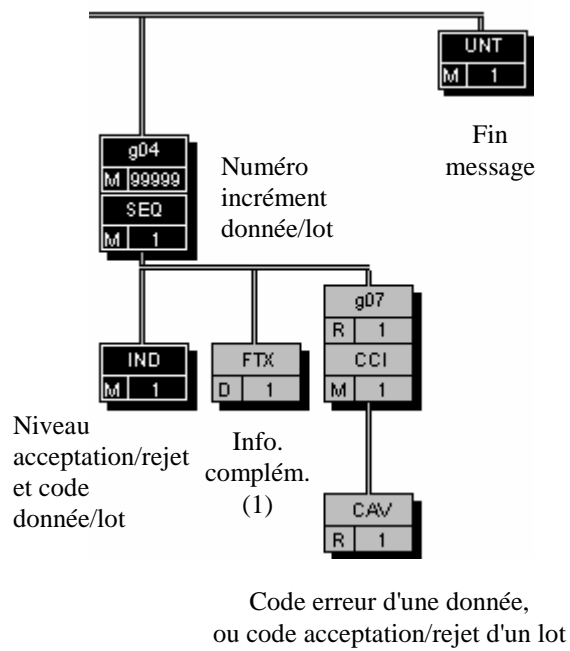 UNT
M 1
Fin
message
g04
M 99999
SEQ
M 1
Numéro
incrément
donnée/lot
g07
R 1
CCI
M 1
IND
M 1
FTX
D 1
Niveau
acceptation/rejet
et code
donnée/lot
Info.
complém.
(1)
CAV
R 1
Code erreur d'une donnée,
ou code acceptation/rejet d'un lot